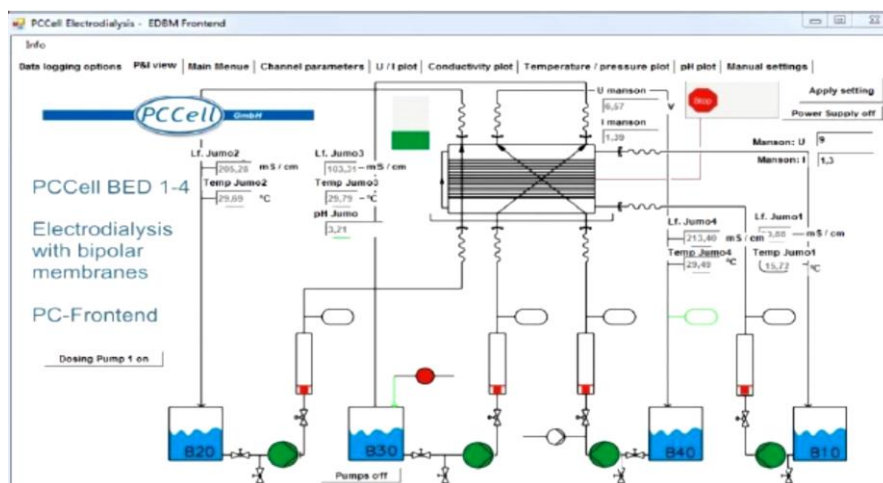 PCCell Electrodialysis - EDBM Frontend
Info
Data logging options P&I view Main Menue Channel parameters U / I plot Conductivity plot Temperature / pressure plot pH plot Manual settings
PCCell GmbH
U manson
6,57 V
I manson
1,39
Stop
Apply setting
Power Supply off
Manson: U 9
Manson: I 1,3
Lf. Jumo2
205,28 mS / cm
Temp Jumo2
29,69 °C
Lf. Jumo3
103,31 mS / cm
Temp Jumo3
29,79 °C
pH Jumo
3,21
PCCell BED 1-4
Electrodialysis
with bipolar
membranes
PC-Frontend
Lf. Jumo4
213,40 mS / cm
Temp Jumo4
29,49 °C
Lf. Jumo1
mS / cm
Temp Jumo1
15,72 °C
Dosing Pump 1 on
B20
B30
B40
B10
Pumps off